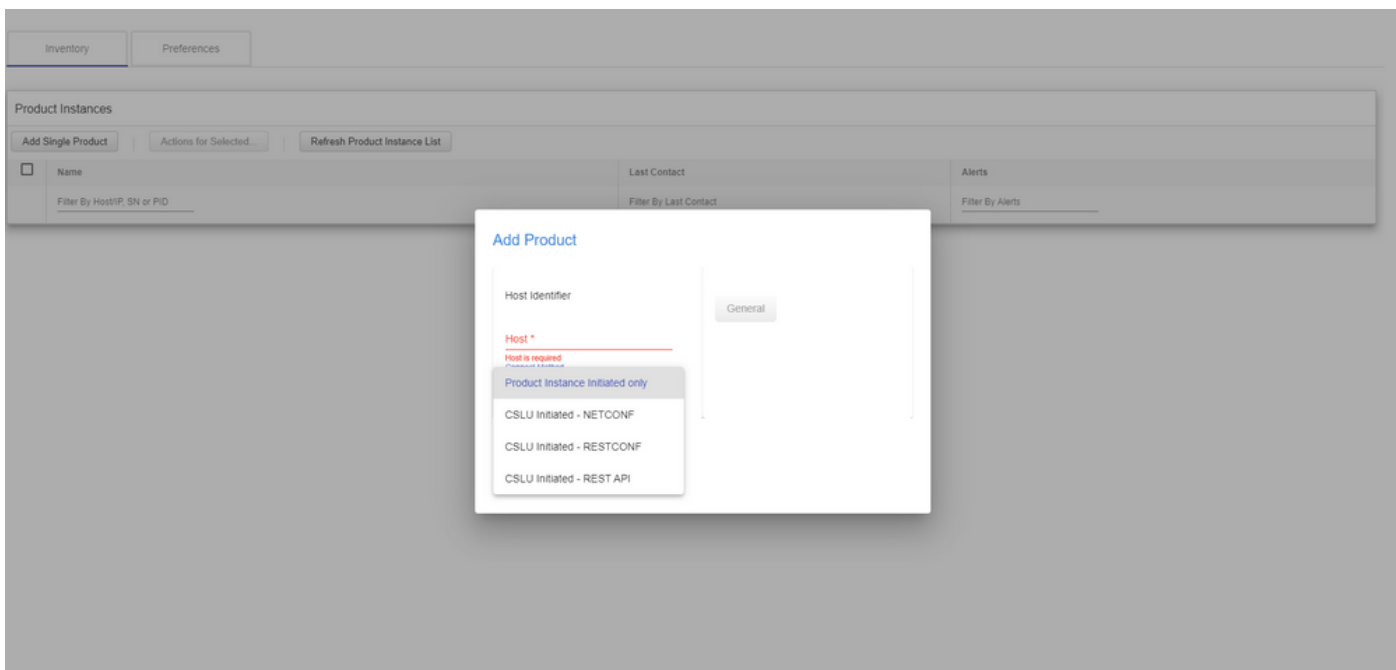 Inventory
Preferences
Product Instances
Add Single Product
Actions for Selected...
Refresh Product Instance List
Name
Last Contact
Alerts
Filter By Host/IP, SN or PID
Filter By Last Contact
Filter By Alerts
Add Product
Host Identifier
General
Host *
Host is required
Connect Method
Product Instance Initiated only
CSLU Initiated - NETCONF
CSLU Initiated - RESTCONF
CSLU Initiated - REST API